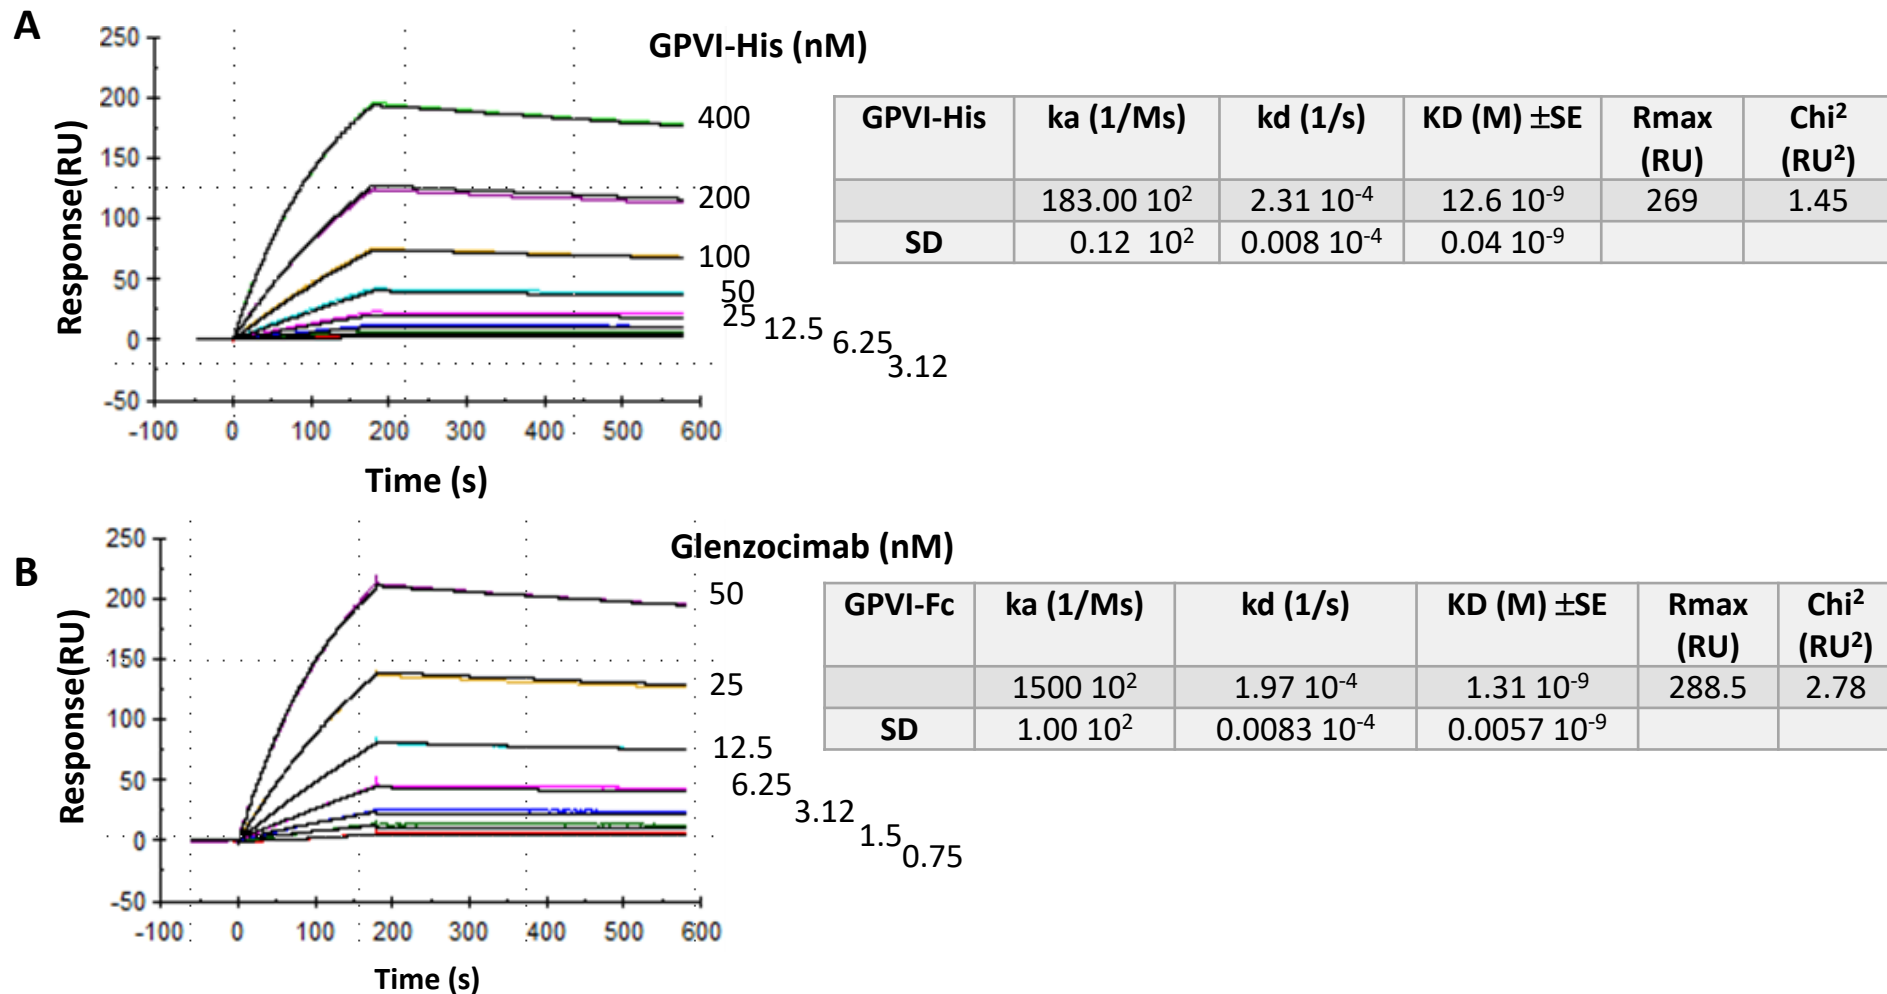 A
GPVI-His (nM)
250
200
150
100
50
0
-50
Response(RU)
-100 0 100 200 300 400 500 600
Time (s)
400
200
100
50
25
12.5
6.25
3.12
GPVI-His ka (1/Ms) kd (1/s) KD (M) ±SE Rmax (RU) Chi² (RU²)
183.00 10² 2.31 10⁻⁴ 12.6 10⁻⁹ 269 1.45
SD 0.12 10² 0.008 10⁻⁴ 0.04 10⁻⁹
B
Glenzocimab (nM)
250
200
150
100
50
0
-50
Response(RU)
-100 0 100 200 300 400 500 600
Time (s)
50
25
12.5
6.25
3.12
1.5
0.75
GPVI-Fc ka (1/Ms) kd (1/s) KD (M) ±SE Rmax (RU) Chi² (RU²)
1500 10² 1.97 10⁻⁴ 1.31 10⁻⁹ 288.5 2.78
SD 1.00 10² 0.0083 10⁻⁴ 0.0057 10⁻⁹